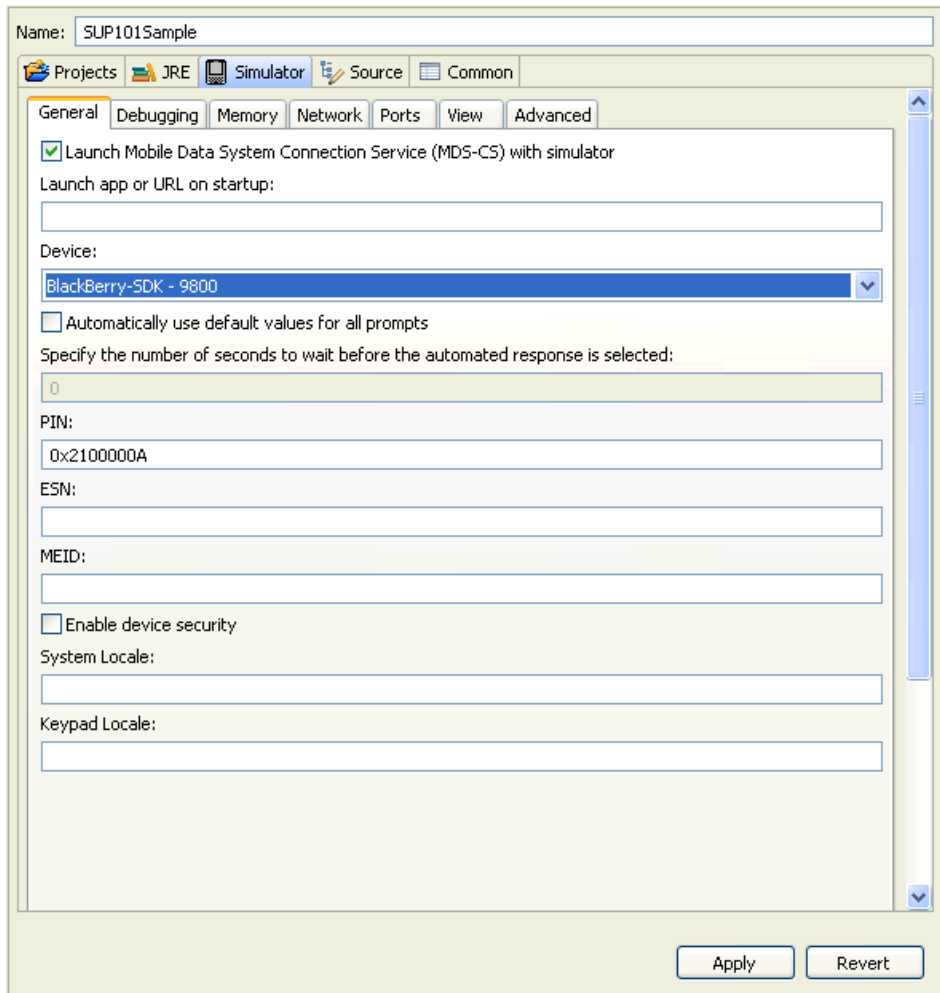 Name: SUP101Sample
Projects JRE Simulator Source Common
General Debugging Memory Network Ports View Advanced
Launch Mobile Data System Connection Service (MDS-CS) with simulator
Launch app or URL on startup:
Device:
BlackBerry-SDK - 9800
Automatically use default values for all prompts
Specify the number of seconds to wait before the automated response is selected:
0
PIN:
0x2100000A
ESN:
MEID:
Enable device security
System Locale:
Keypad Locale:
Apply Revert